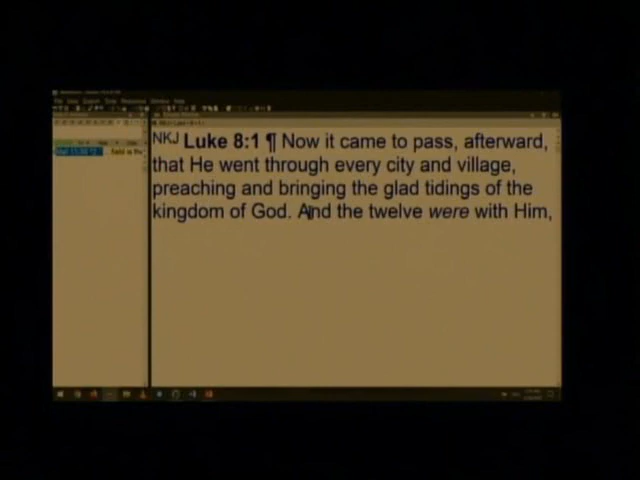 NKJ Luke 8:1 ¶ Now it came to pass, afterward,
that He went through every city and village,
preaching and bringing the glad tidings of the
kingdom of God. And the twelve were with Him,